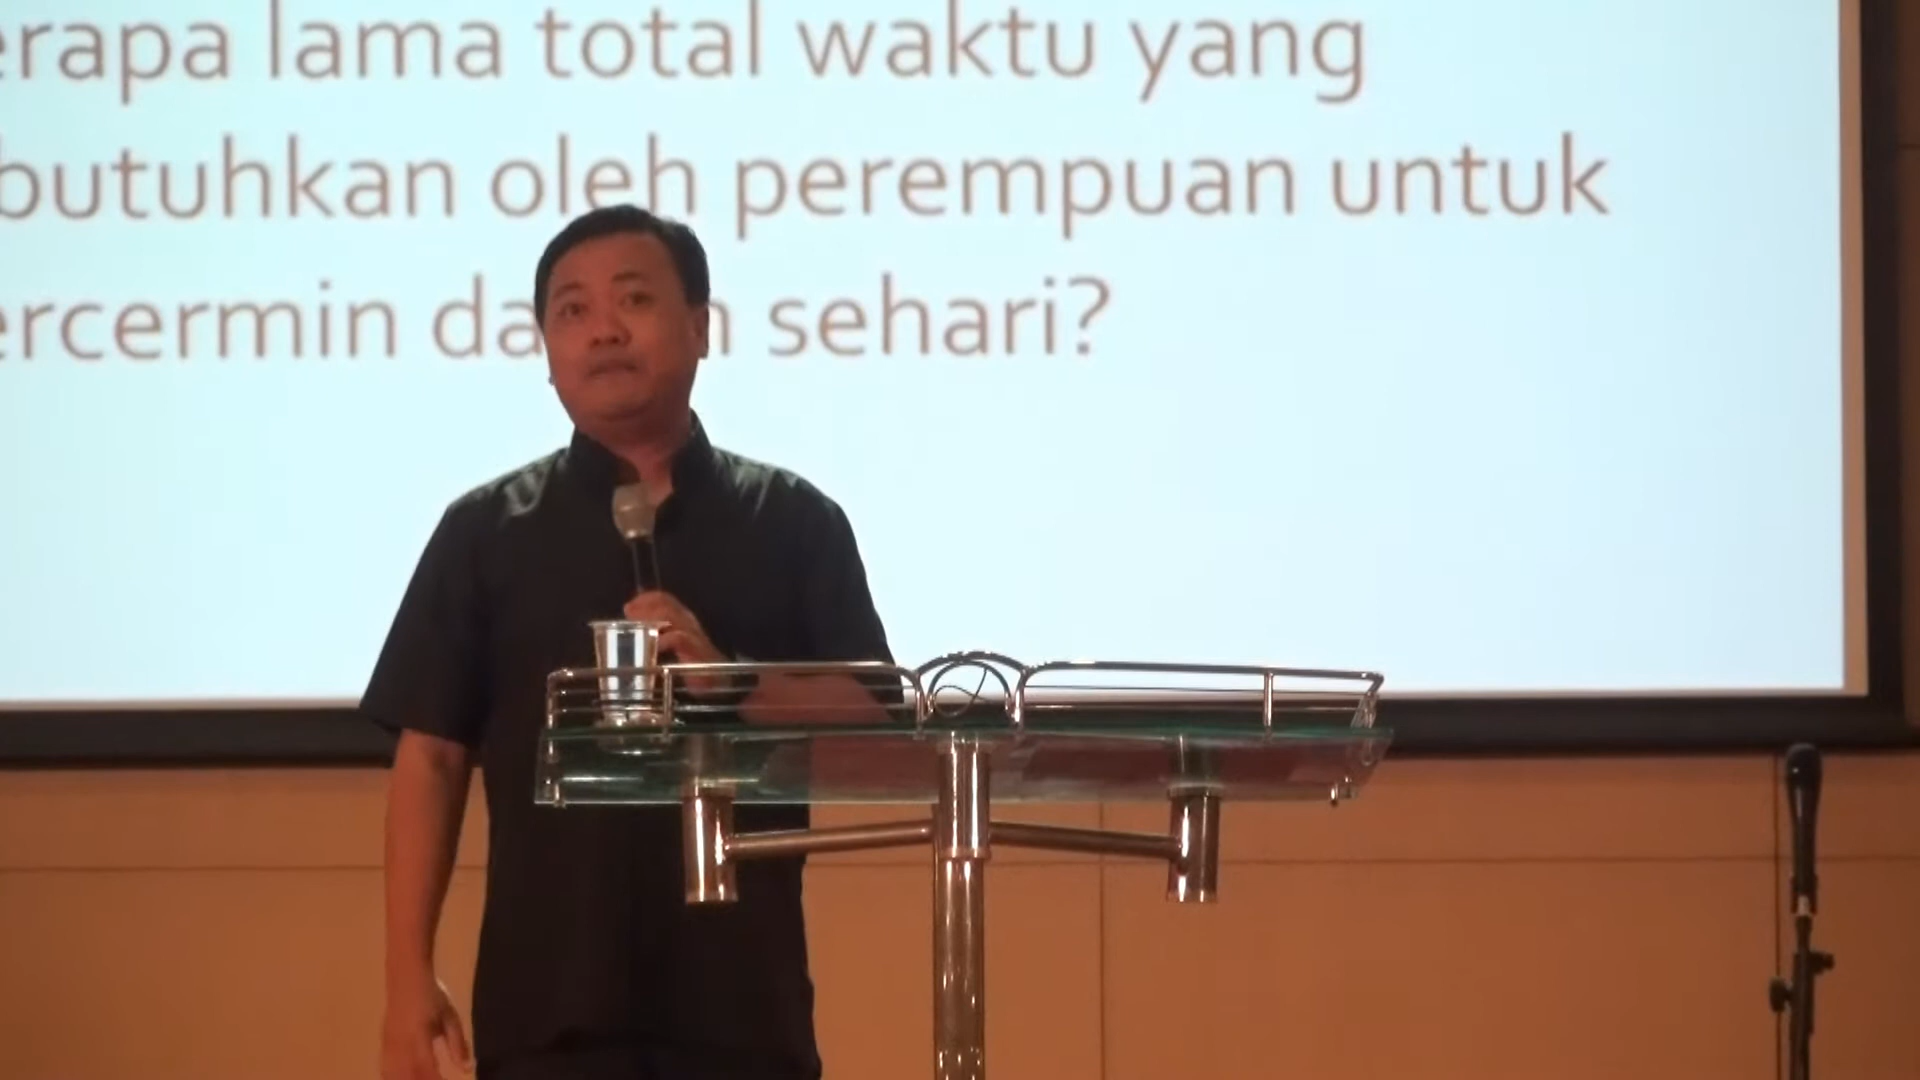 erapa lama total waktu yang
butuhkan oleh perempuan untuk
ercermin da sehari?